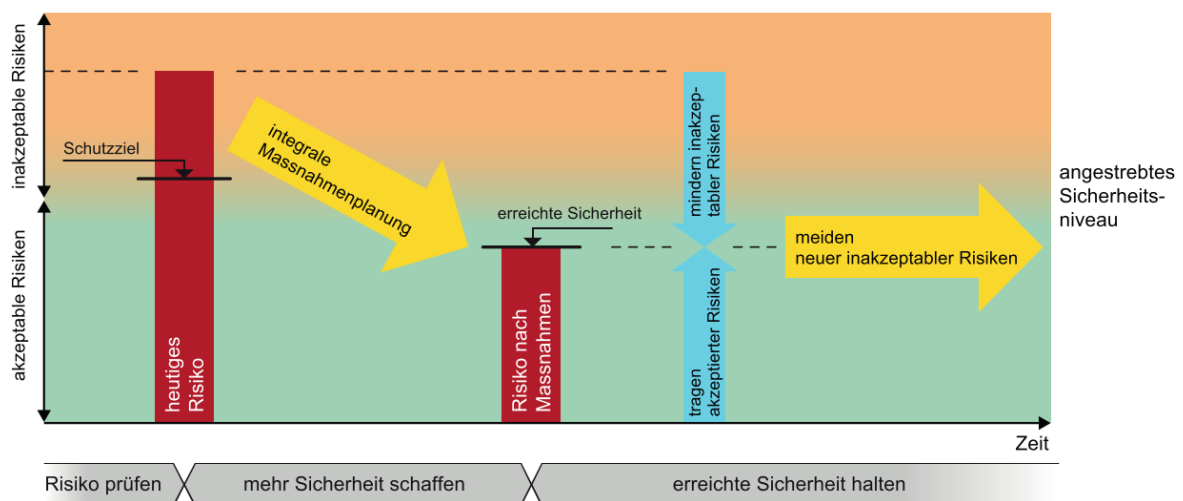 inakzeptable Risiken
akzeptable Risiken
Schutzziel
heutiges
Risiko
integrale
Massnahmenplanung
erreichte Sicherheit
Risiko nach
Massnahmen
mindern inakzep-
tabler Risiken
tragen
akzeptierter Risiken
meiden
neuer inakzeptabler Risiken
angestrebtes
Sicherheits-
niveau
Zeit
Risiko prüfen
mehr Sicherheit schaffen
erreichte Sicherheit halten